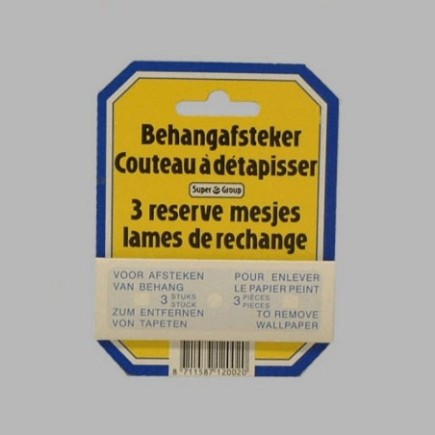 Behangafsteker
Couteau à détapisser
Super Group
3 reserve mesjes
lames de rechange
VOOR AFSTEKEN
VAN BEHANG
3 STUKS
STÜCK
ZUM ENTFERNEN
VON TAPETEN
POUR ENLEVER
LE PAPIER PEINT
3 PIÈCES
PIECES
TO REMOVE
WALLPAPER
8 711587 120020